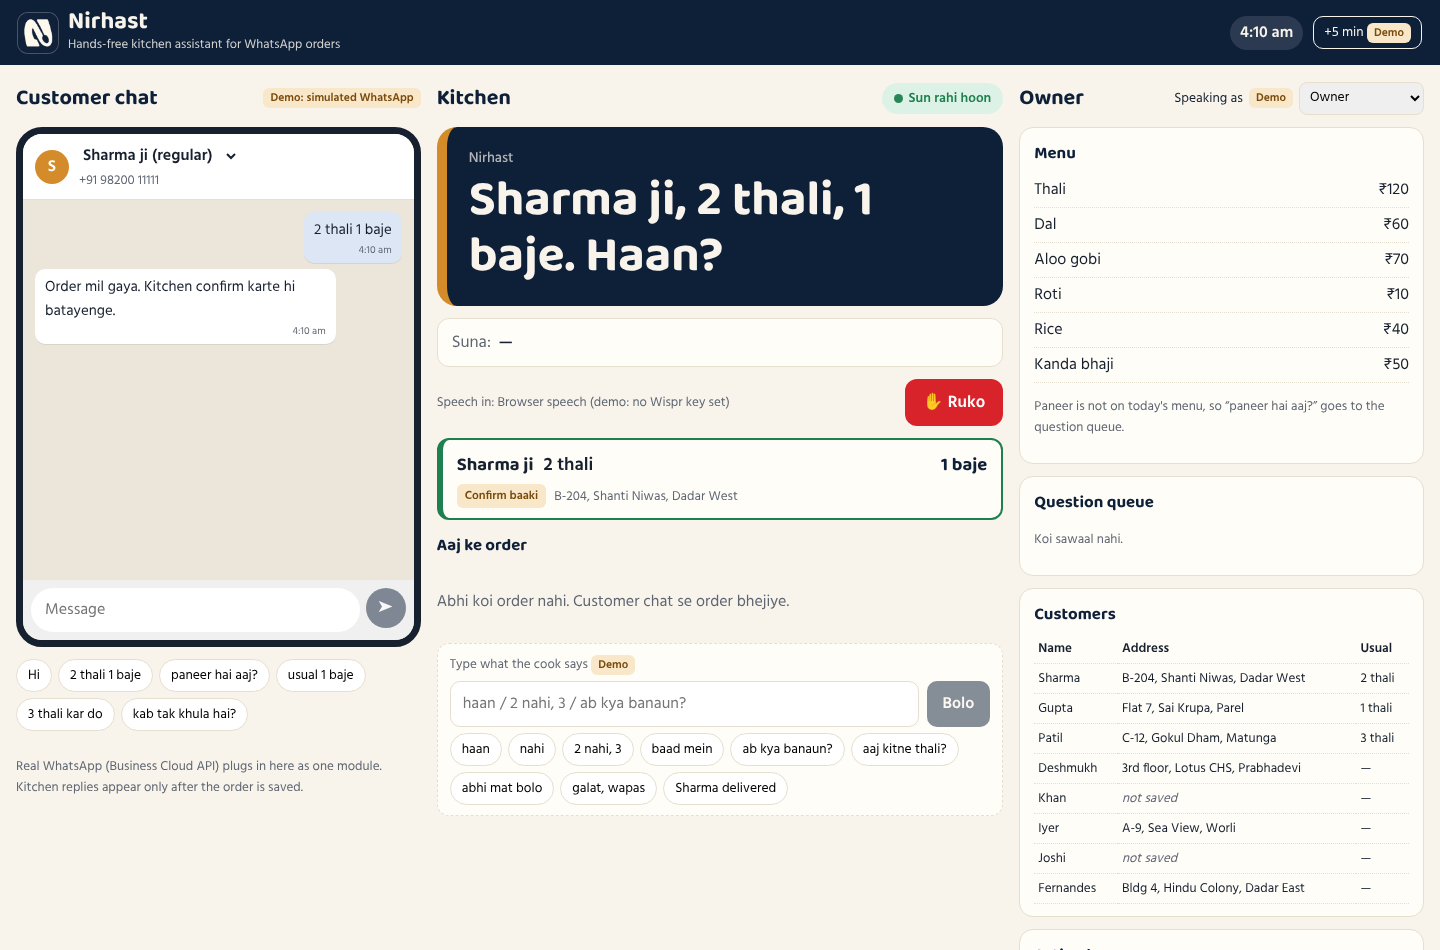 Nirhast
Hands-free kitchen assistant for WhatsApp orders
4:10 am
+5 min Demo
Customer chat
Demo: simulated WhatsApp
S
Sharma ji (regular)
+91 98200 11111
2 thali 1 baje
4:10 am
Order mil gaya. Kitchen confirm karte hi
batayenge.
4:10 am
Message
Hi
2 thali 1 baje
paneer hai aaj?
usual 1 baje
3 thali kar do
kab tak khula hai?
Real WhatsApp (Business Cloud API) plugs in here as one module.
Kitchen replies appear only after the order is saved.
Kitchen
Sun rahi hoon
Nirhast
Sharma ji, 2 thali, 1
baje. Haan?
Suna: —
Speech in: Browser speech (demo: no Wispr key set)
✋ Ruko
Sharma ji 2 thali
1 baje
Confirm baaki
B-204, Shanti Niwas, Dadar West
Aaj ke order
Abhi koi order nahi. Customer chat se order bhejiye.
Type what the cook says Demo
haan / 2 nahi, 3 / ab kya banaun?
Bolo
haan
nahi
2 nahi, 3
baad mein
ab kya banaun?
aaj kitne thali?
abhi mat bolo
galat, wapas
Sharma delivered
Owner
Speaking as Demo
Owner
Menu
Thali ₹120
Dal ₹60
Aloo gobi ₹70
Roti ₹10
Rice ₹40
Kanda bhaji ₹50
Paneer is not on today's menu, so “paneer hai aaj?” goes to the
question queue.
Question queue
Koi sawaal nahi.
Customers
Name Address Usual
Sharma B-204, Shanti Niwas, Dadar West 2 thali
Gupta Flat 7, Sai Krupa, Parel 1 thali
Patil C-12, Gokul Dham, Matunga 3 thali
Deshmukh 3rd floor, Lotus CHS, Prabhadevi —
Khan not saved —
Iyer A-9, Sea View, Worli —
Joshi not saved —
Fernandes Bldg 4, Hindu Colony, Dadar East —